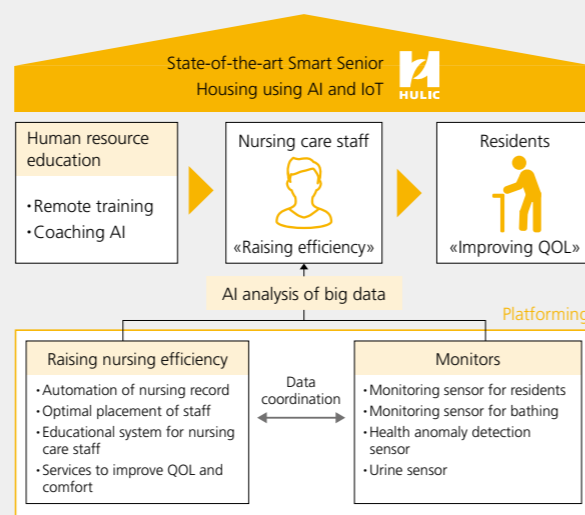 State-of-the-art Smart Senior
Housing using AI and IoT
HULIC
Human resource
education
・Remote training
・Coaching AI
Nursing care staff
«Raising efficiency»
Residents
«Improving QOL»
AI analysis of big data
Platforming
Raising nursing efficiency
・Automation of nursing record
・Optimal placement of staff
・Educational system for nursing
care staff
・Services to improve QOL and
comfort
Data
coordination
Monitors
・Monitoring sensor for residents
・Monitoring sensor for bathing
・Health anomaly detection
sensor
・Urine sensor